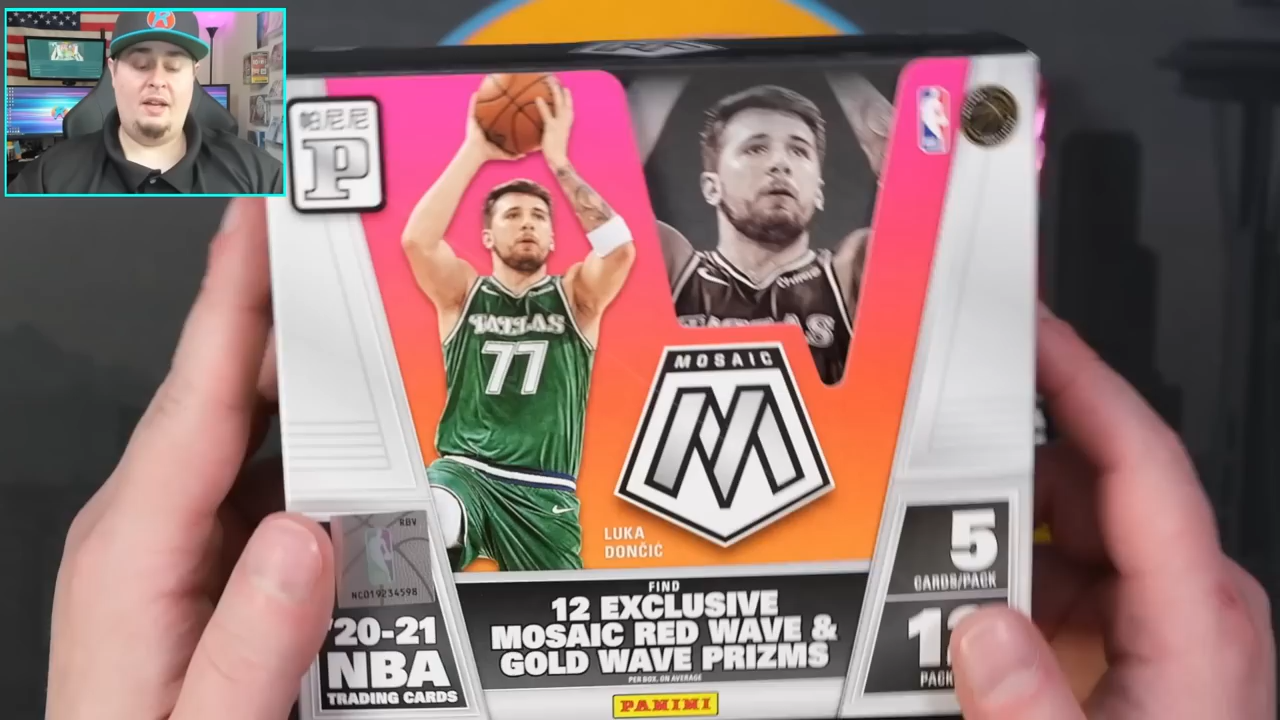 帕尼尼
P
DALLAS
77
MOSAIC
M
LUKA
DONČIĆ
RBV
NC019234598
'20-21
NBA
TRADING CARDS
FIND
12 EXCLUSIVE
MOSAIC RED WAVE &
GOLD WAVE PRIZMS
PER BOX, ON AVERAGE
PANINI
5
CARDS/PACK